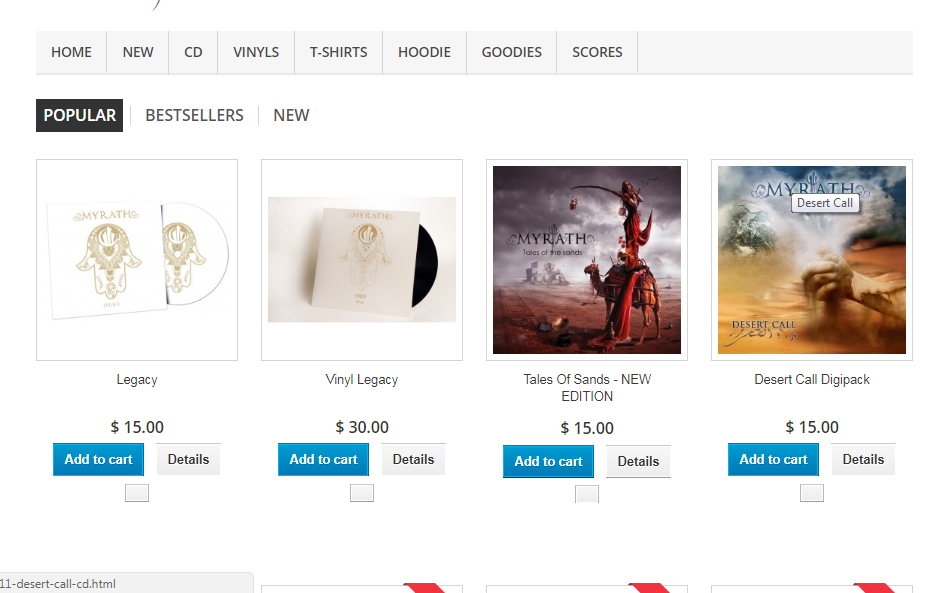 HOME NEW CD VINYLS T-SHIRTS HOODIE GOODIES SCORES
POPULAR BESTSELLERS NEW
MYRATH
LEGACY
MYRATH
MYRATH
Tales of the sands
MYRATH
Desert Call
DESERT CALL
Legacy
Vinyl Legacy
Tales Of Sands - NEW
EDITION
Desert Call Digipack
$ 15.00
$ 30.00
$ 15.00
$ 15.00
Add to cart Details
Add to cart Details
Add to cart Details
Add to cart Details
11-desert-call-cd.html